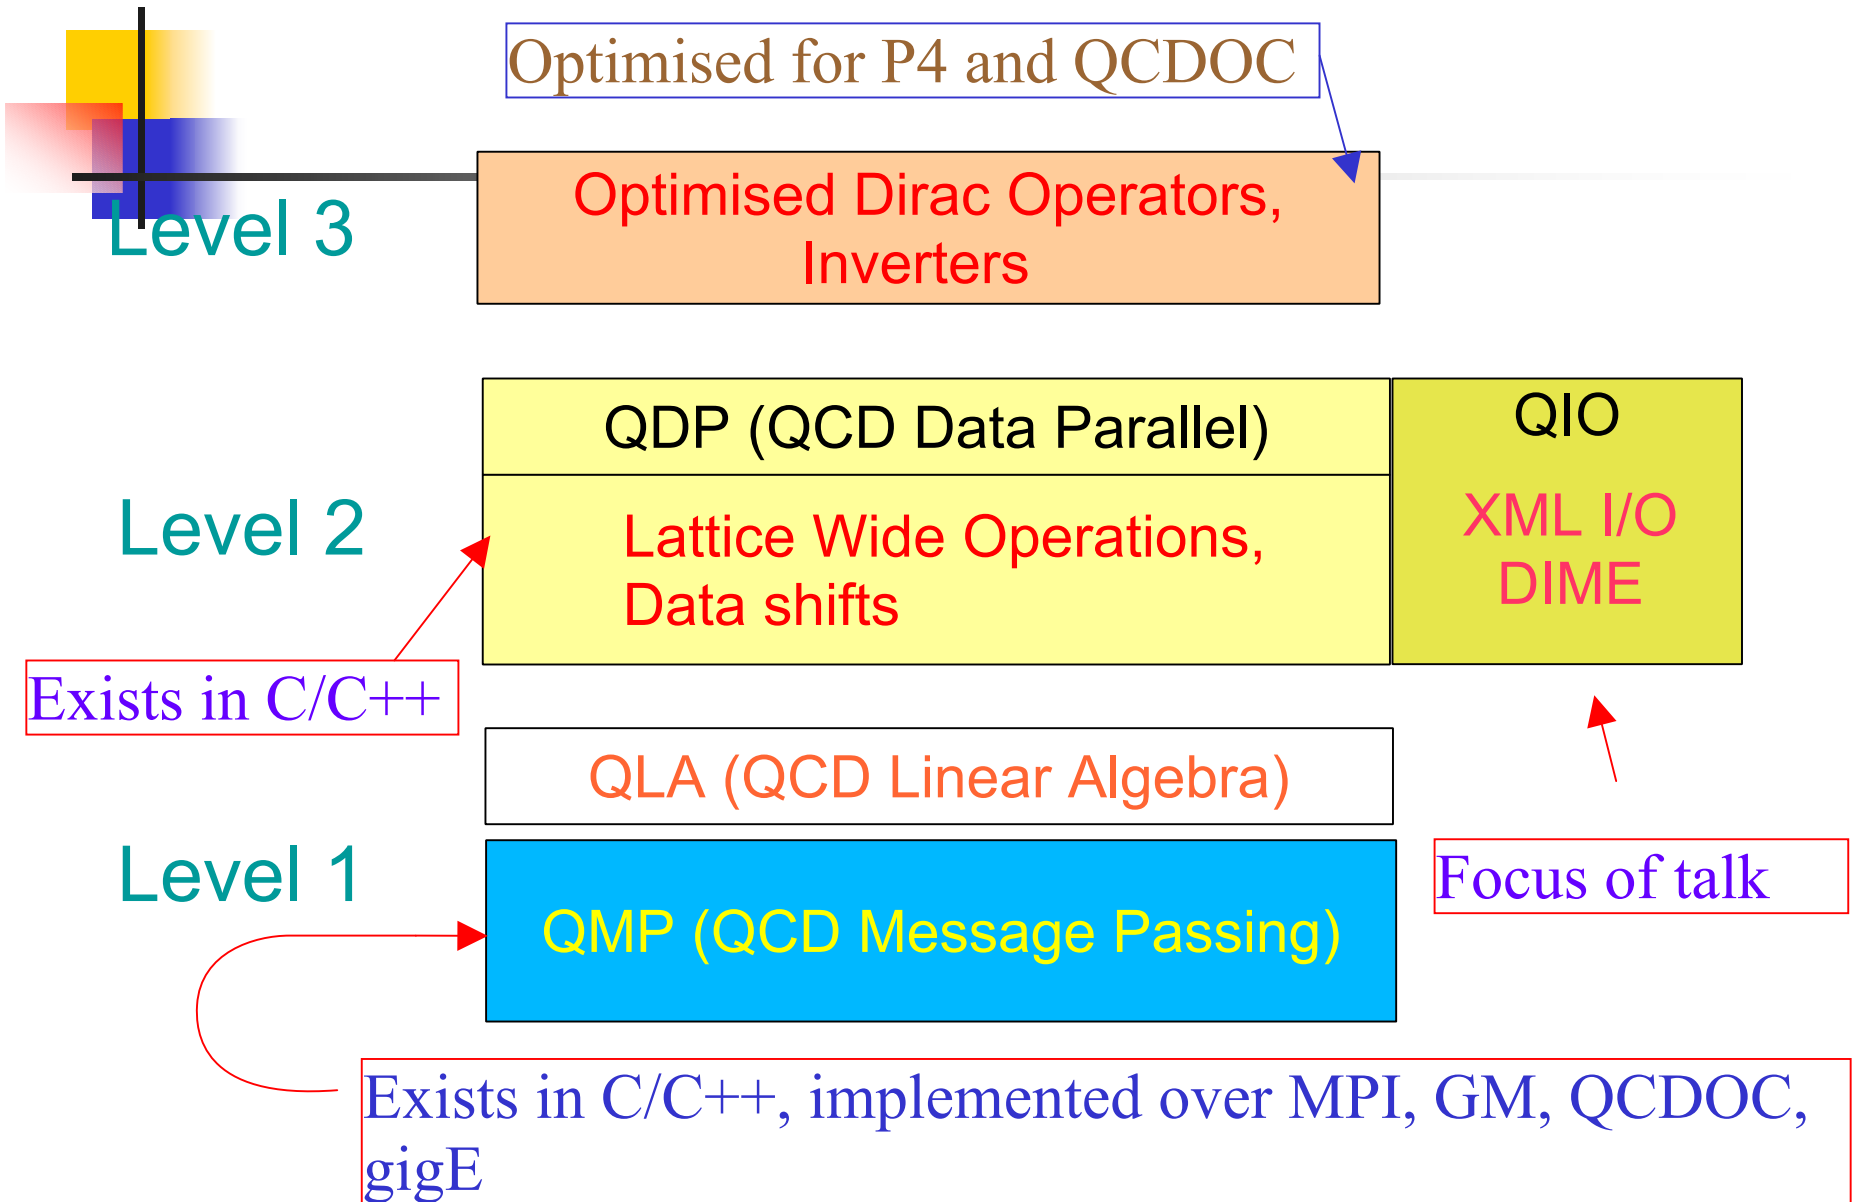 Optimised for P4 and QCDOC
Level 3
Optimised Dirac Operators,
Inverters
Level 2
QDP (QCD Data Parallel)
Lattice Wide Operations,
Data shifts
QIO
XML I/O
DIME
Exists in C/C++
QLA (QCD Linear Algebra)
Level 1
QMP (QCD Message Passing)
Focus of talk
Exists in C/C++, implemented over MPI, GM, QCDOC,
gigE